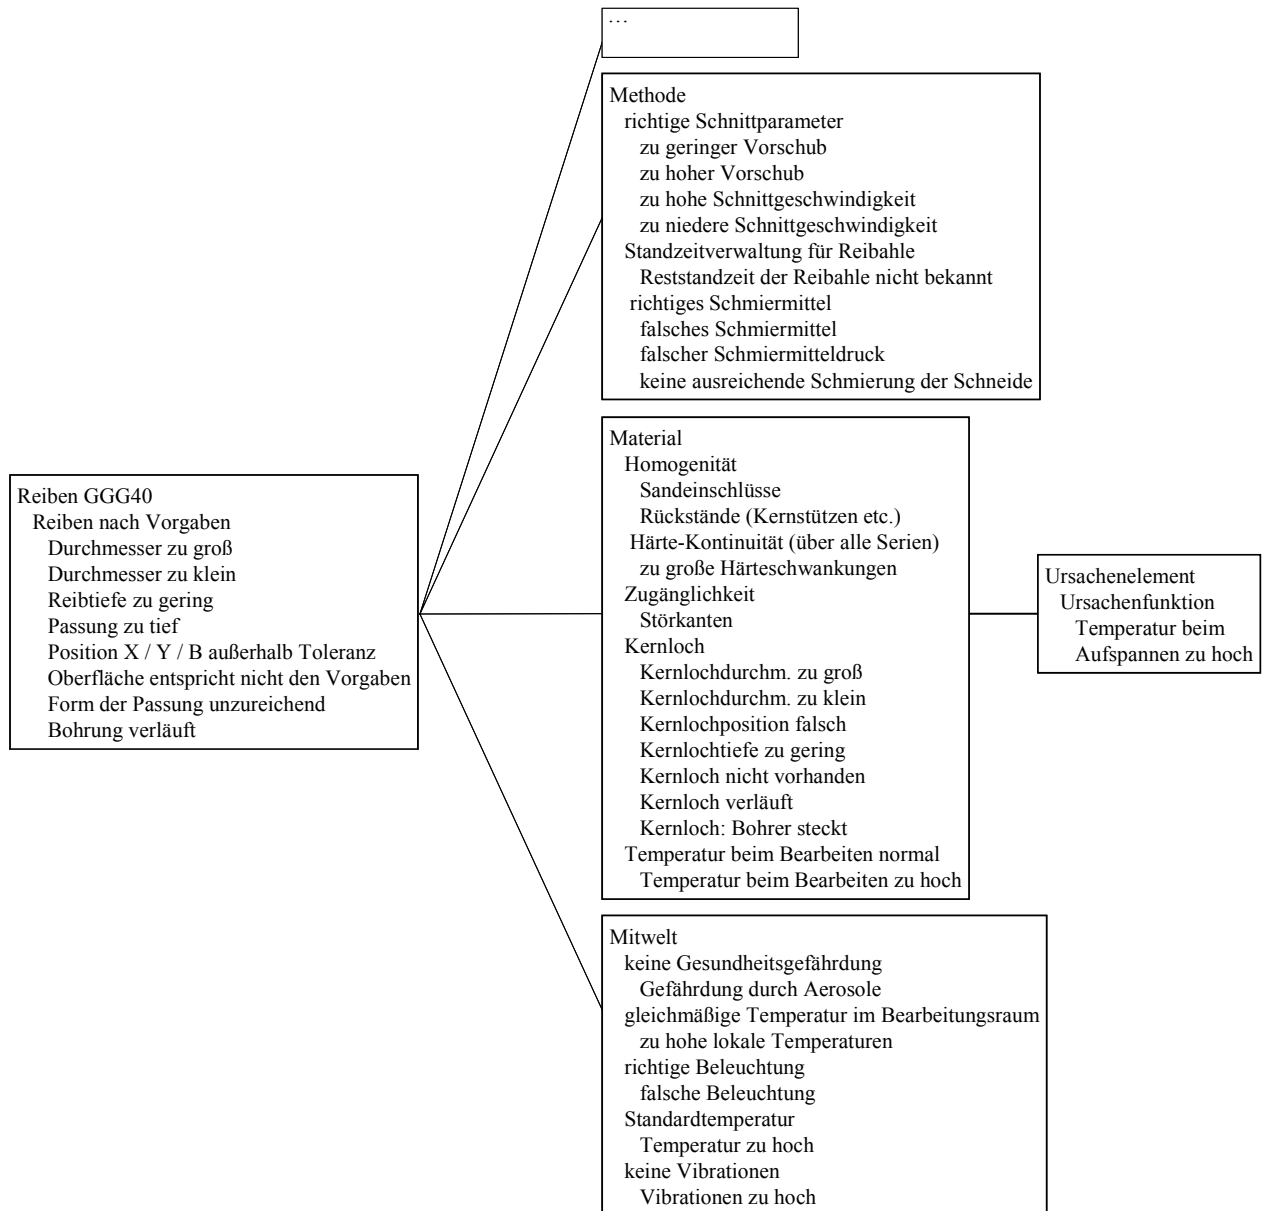 ...
Methode
richtige Schnittparameter
zu geringer Vorschub
zu hoher Vorschub
zu hohe Schnittgeschwindigkeit
zu niedere Schnittgeschwindigkeit
Standzeitverwaltung für Reibahle
Reststandzeit der Reibahle nicht bekannt
richtiges Schmiermittel
falsches Schmiermittel
falscher Schmiermitteldruck
keine ausreichende Schmierung der Schneide
Reiben GGG40
Reiben nach Vorgaben
Durchmesser zu groß
Durchmesser zu klein
Reibtiefe zu gering
Passung zu tief
Position X / Y / B außerhalb Toleranz
Oberfläche entspricht nicht den Vorgaben
Form der Passung unzureichend
Bohrung verläuft
Material
Homogenität
Sandeinschlüsse
Rückstände (Kernstützen etc.)
Härte-Kontinuität (über alle Serien)
zu große Härteschwankungen
Zugänglichkeit
Störkanten
Kernloch
Kernlochdurchm. zu groß
Kernlochdurchm. zu klein
Kernlochposition falsch
Kernlochtiefe zu gering
Kernloch nicht vorhanden
Kernloch verläuft
Kernloch: Bohrer steckt
Temperatur beim Bearbeiten normal
Temperatur beim Bearbeiten zu hoch
Ursachenelement
Ursachenfunktion
Temperatur beim
Aufspannen zu hoch
Mitwelt
keine Gesundheitsgefährdung
Gefährdung durch Aerosole
gleichmäßige Temperatur im Bearbeitungsraum
zu hohe lokale Temperaturen
richtige Beleuchtung
falsche Beleuchtung
Standardtemperatur
Temperatur zu hoch
keine Vibrationen
Vibrationen zu hoch